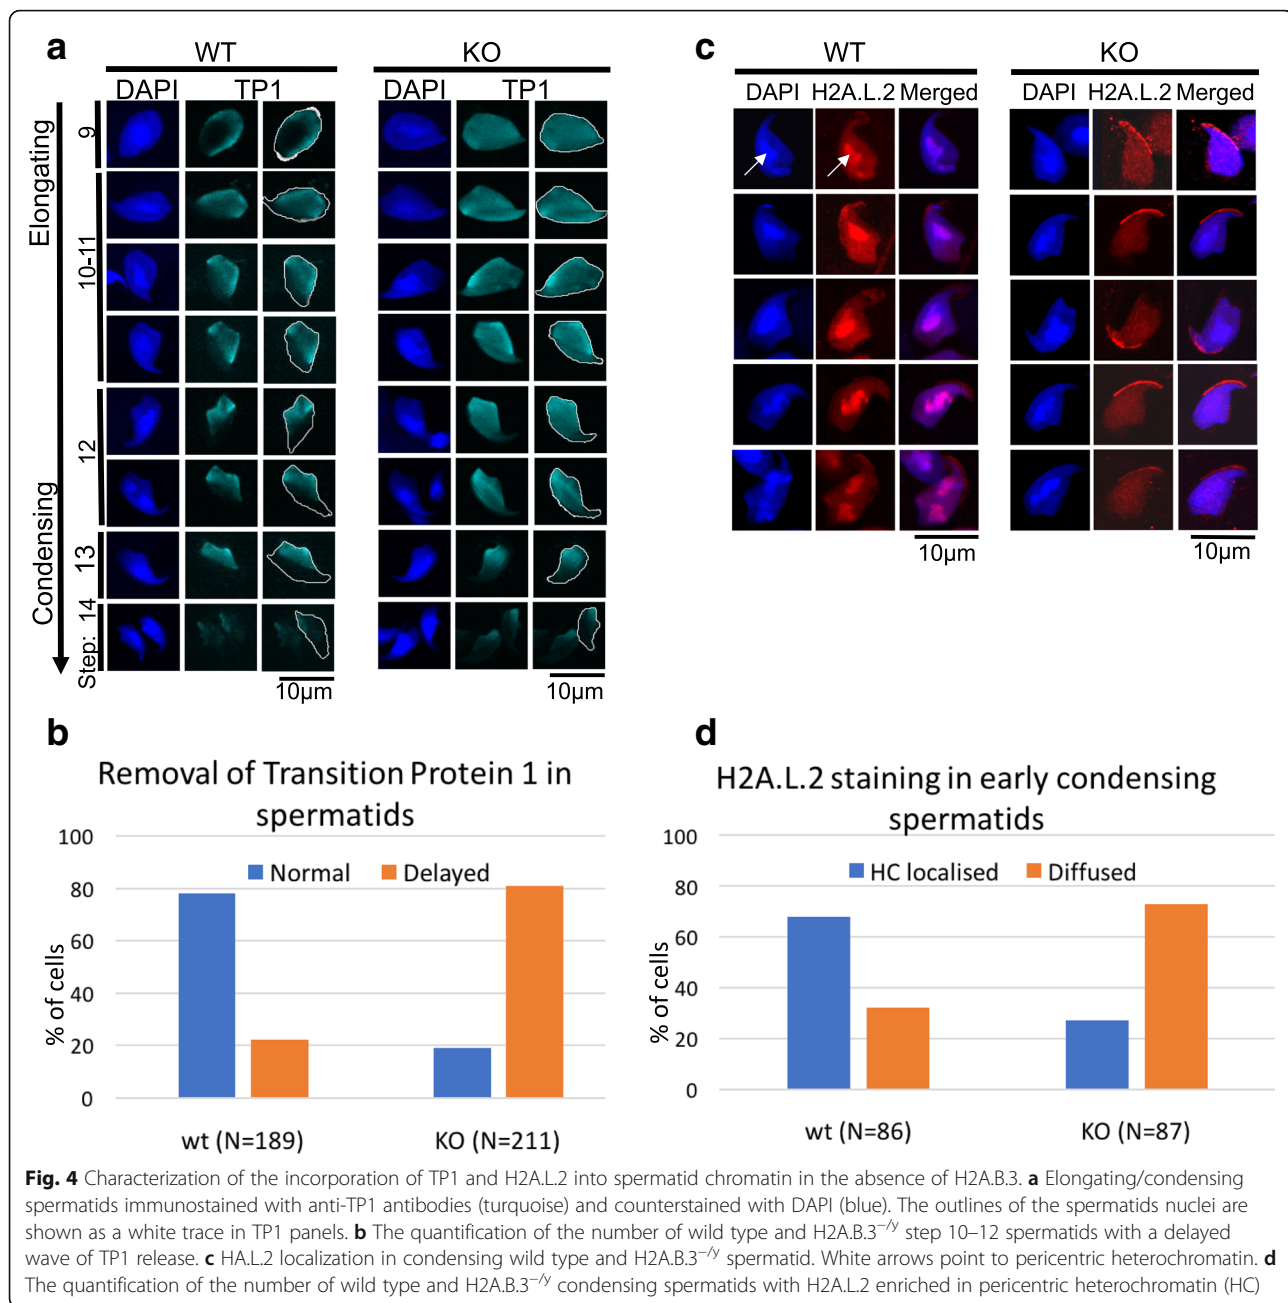 a
WT
KO
DAPI TP1
DAPI TP1
Elongating
Condensing
9
10-11
12
13
Step: 14
10µm
10µm
c
WT
KO
DAPI H2A.L.2 Merged
DAPI H2A.L.2 Merged
10µm
10µm
b
Removal of Transition Protein 1 in
spermatids
100
80
60
40
20
0
% of cells
Normal Delayed
wt (N=189)
KO (N=211)
d
H2A.L.2 staining in early condensing
spermatids
100
80
60
40
20
0
% of cells
HC localised Diffused
wt (N=86)
KO (N=87)
Fig. 4 Characterization of the incorporation of TP1 and H2A.L.2 into spermatid chromatin in the absence of H2A.B.3. a Elongating/condensing
spermatids immunostained with anti-TP1 antibodies (turquoise) and counterstained with DAPI (blue). The outlines of the spermatids nuclei are
shown as a white trace in TP1 panels. b The quantification of the number of wild type and H2A.B.3⁻/ʸ step 10–12 spermatids with a delayed
wave of TP1 release. c HA.L.2 localization in condensing wild type and H2A.B.3⁻/ʸ spermatid. White arrows point to pericentric heterochromatin. d
The quantification of the number of wild type and H2A.B.3⁻/ʸ condensing spermatids with H2A.L.2 enriched in pericentric heterochromatin (HC)